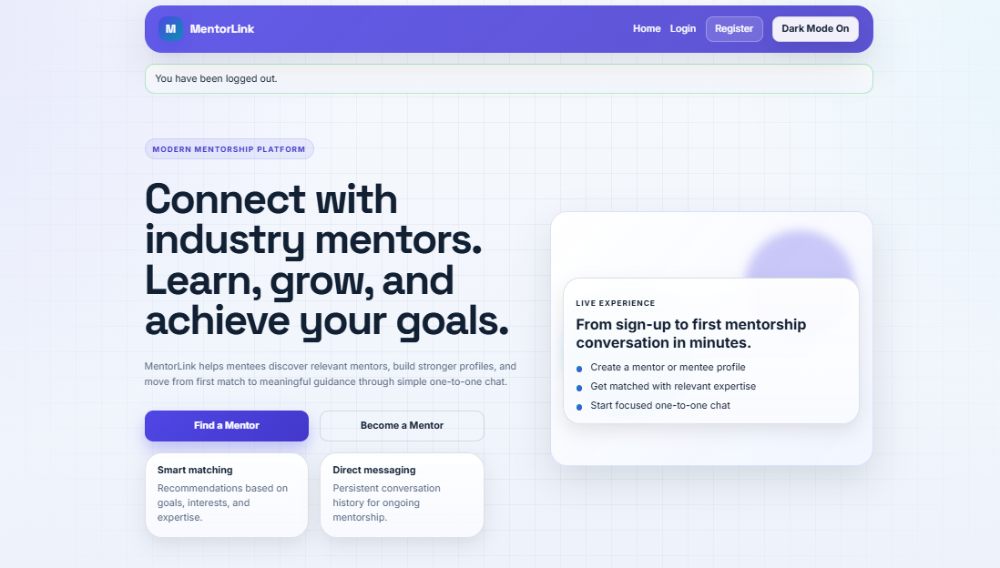 M MentorLink Home Login Register Dark Mode On
You have been logged out.
MODERN MENTORSHIP PLATFORM
Connect with
industry mentors.
Learn, grow, and
achieve your goals.
MentorLink helps mentees discover relevant mentors, build stronger profiles, and
move from first match to meaningful guidance through simple one-to-one chat.
Find a Mentor
Become a Mentor
Smart matching
Recommendations based on
goals, interests, and
expertise.
Direct messaging
Persistent conversation
history for ongoing
mentorship.
LIVE EXPERIENCE
From sign-up to first mentorship
conversation in minutes.
Create a mentor or mentee profile
Get matched with relevant expertise
Start focused one-to-one chat